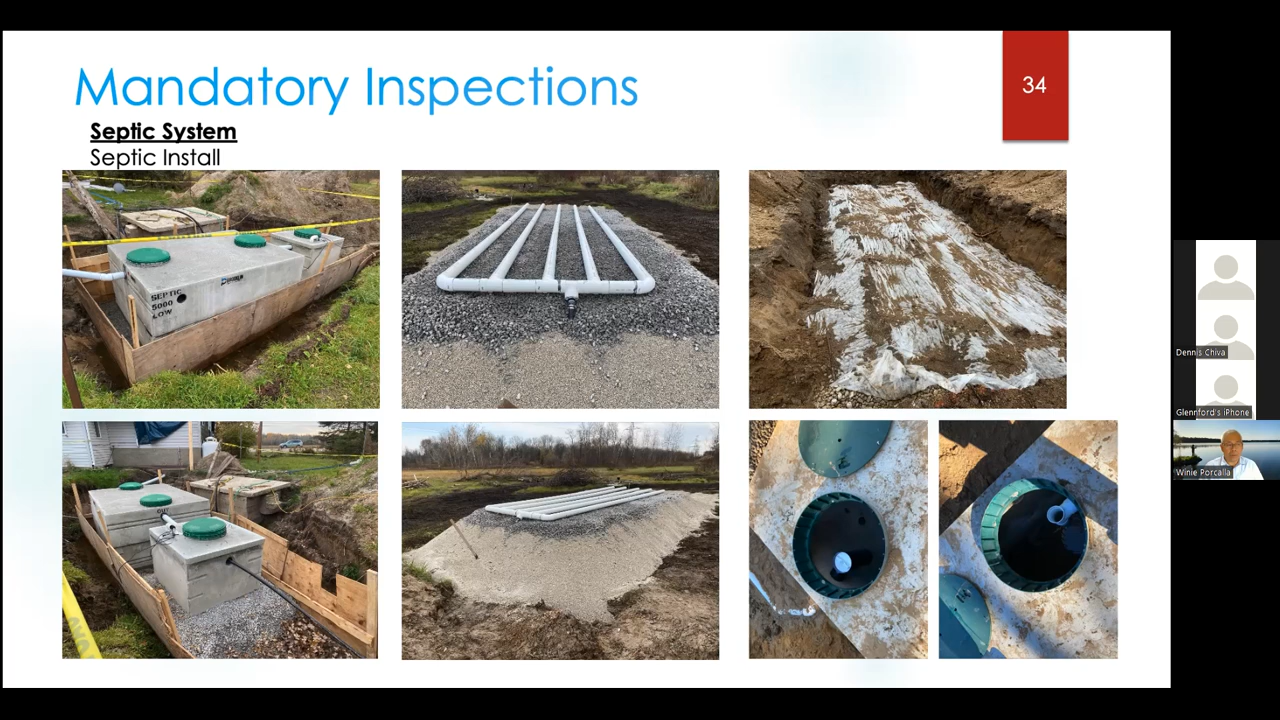 Mandatory Inspections
34
Septic System
Septic Install
SEPTIC
5000
LOW
OUT
Dennis Chiva
Glennford's iPhone
Winie Porcalla